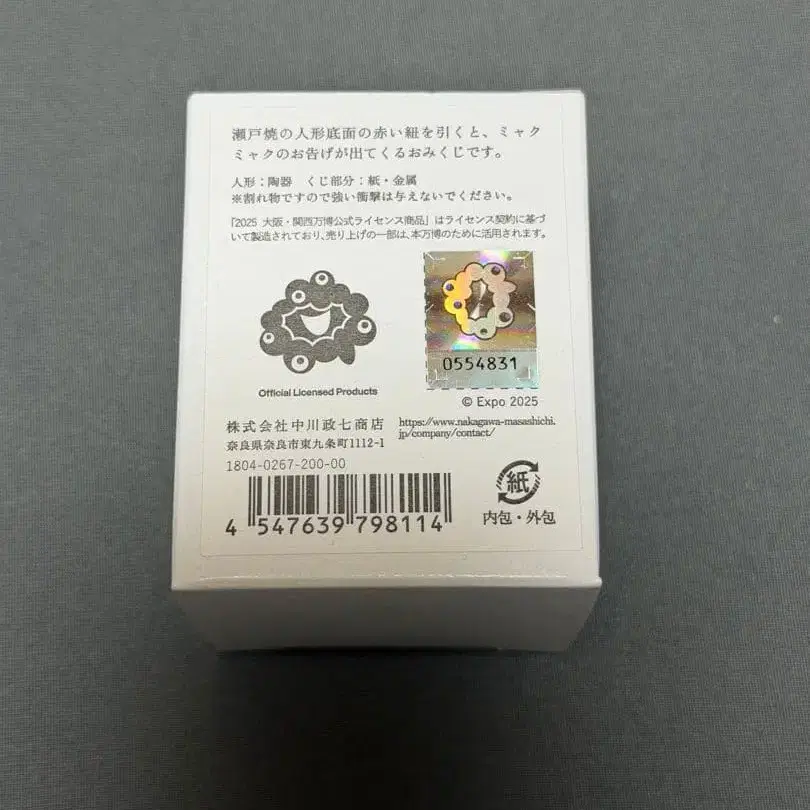 瀬戸焼の人形底面の赤い紐を引くと、ミャク
ミャクのお告げが出てくるおみくじです。
人形：陶器　くじ部分：紙・金属
※割れ物ですので強い衝撃は与えないでください。
「2025 大阪・関西万博公式ライセンス商品」はライセンス契約に基づ
いて製造されており、売り上げの一部は、本万博のために活用されます。
Official Licensed Products
0554831
© Expo 2025
株式会社中川政七商店
奈良県奈良市東九条町1112-1
https://www.nakagawa-masashichi.
jp/company/contact/
1804-0267-200-00
4 547639 798114
紙
内包・外包